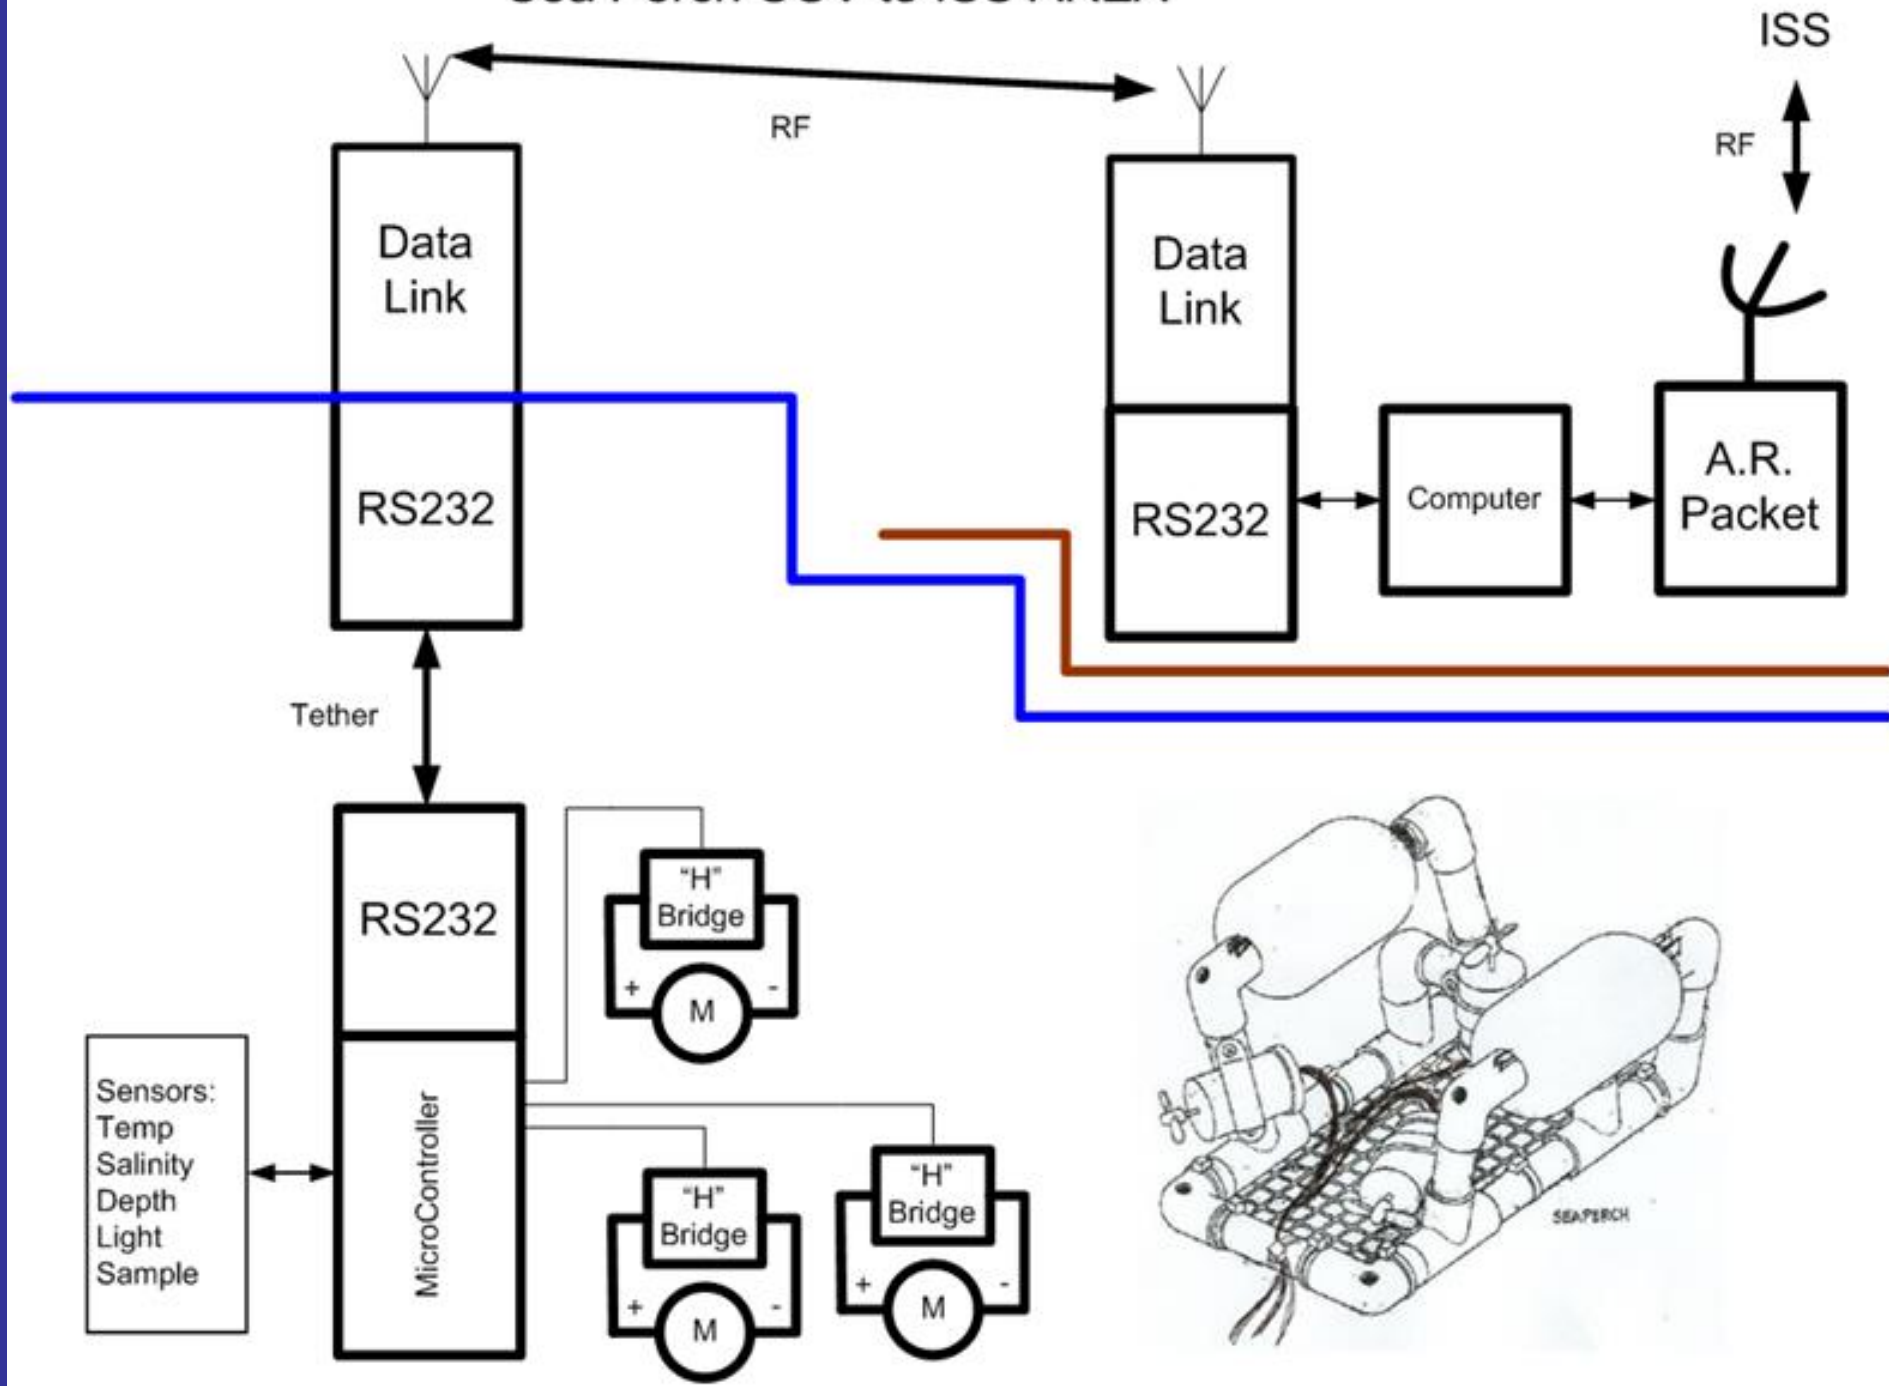 ISS
RF
RF
Data
Link
Data
Link
RS232
RS232
Computer
A.R.
Packet
Tether
RS232
"H"
Bridge
+
-
M
Sensors:
Temp
Salinity
Depth
Light
Sample
MicroController
"H"
Bridge
+
-
M
"H"
Bridge
+
-
M
SEAPERCH